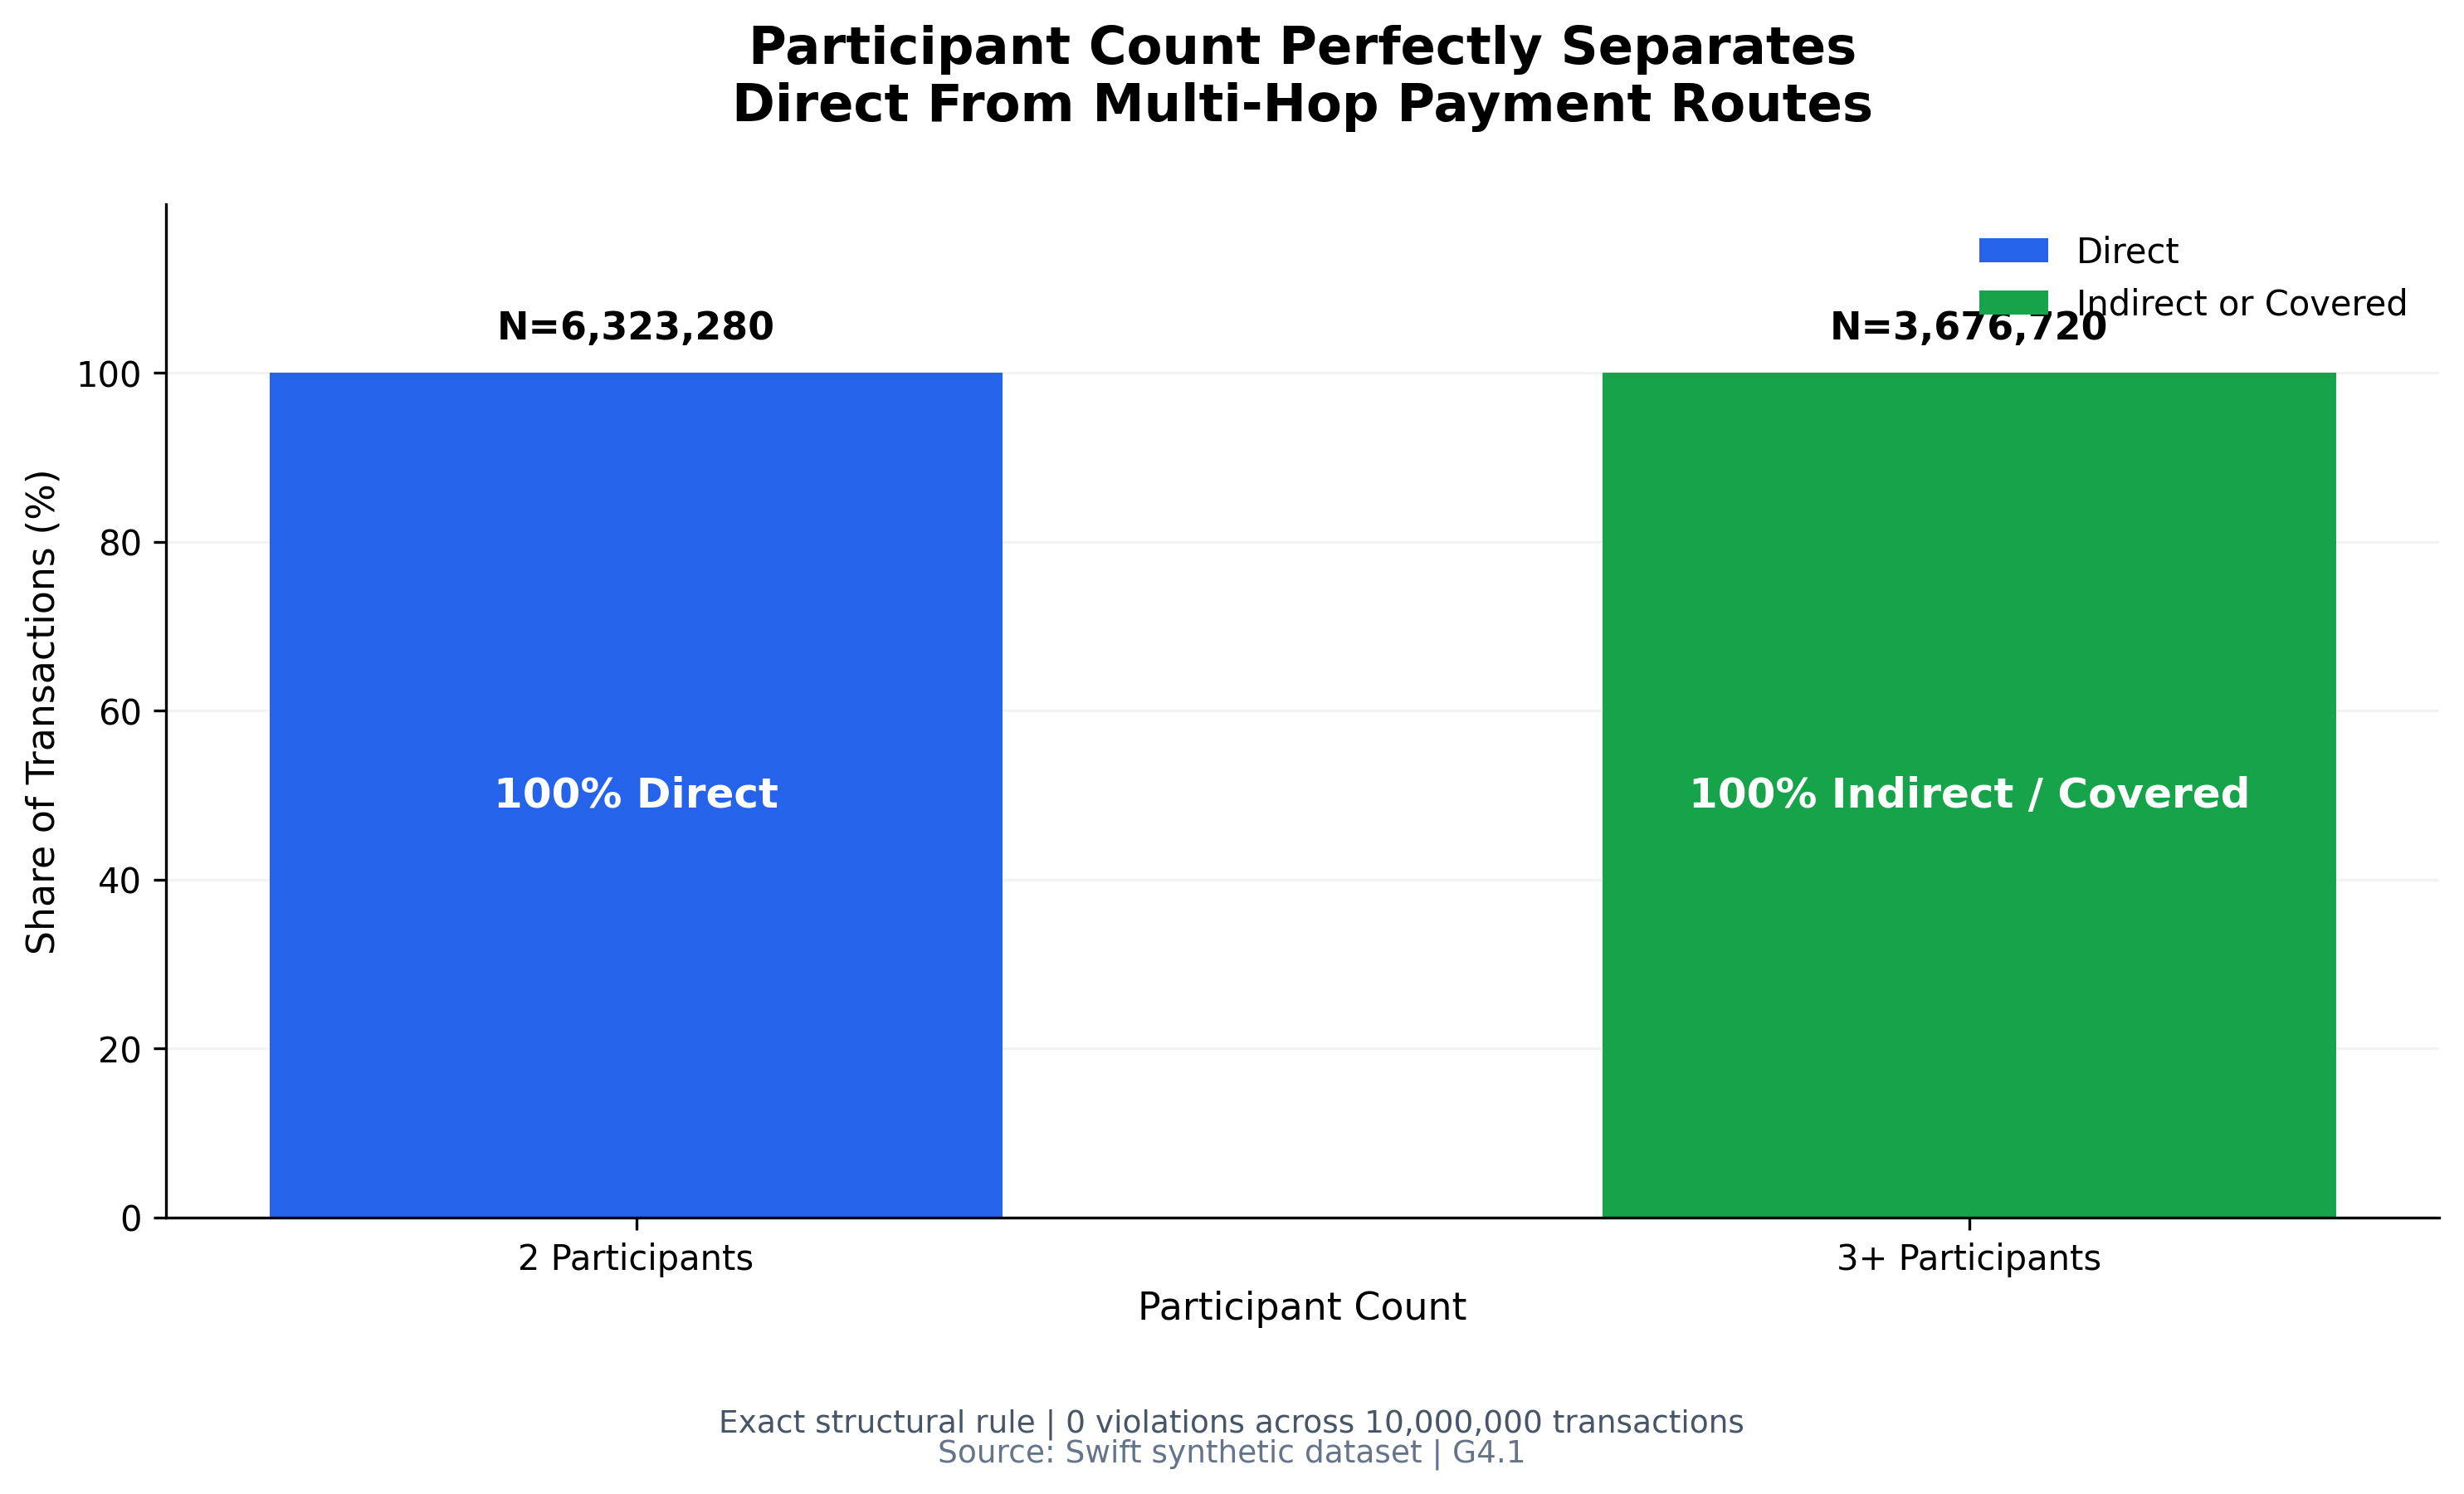 Participant Count Perfectly Separates
Direct From Multi-Hop Payment Routes
Direct
Indirect or Covered
N=6,323,280
N=3,676,720
100
80
60
40
20
0
Share of Transactions (%)
100% Direct
100% Indirect / Covered
2 Participants
3+ Participants
Participant Count
Exact structural rule | 0 violations across 10,000,000 transactions
Source: Swift synthetic dataset | G4.1